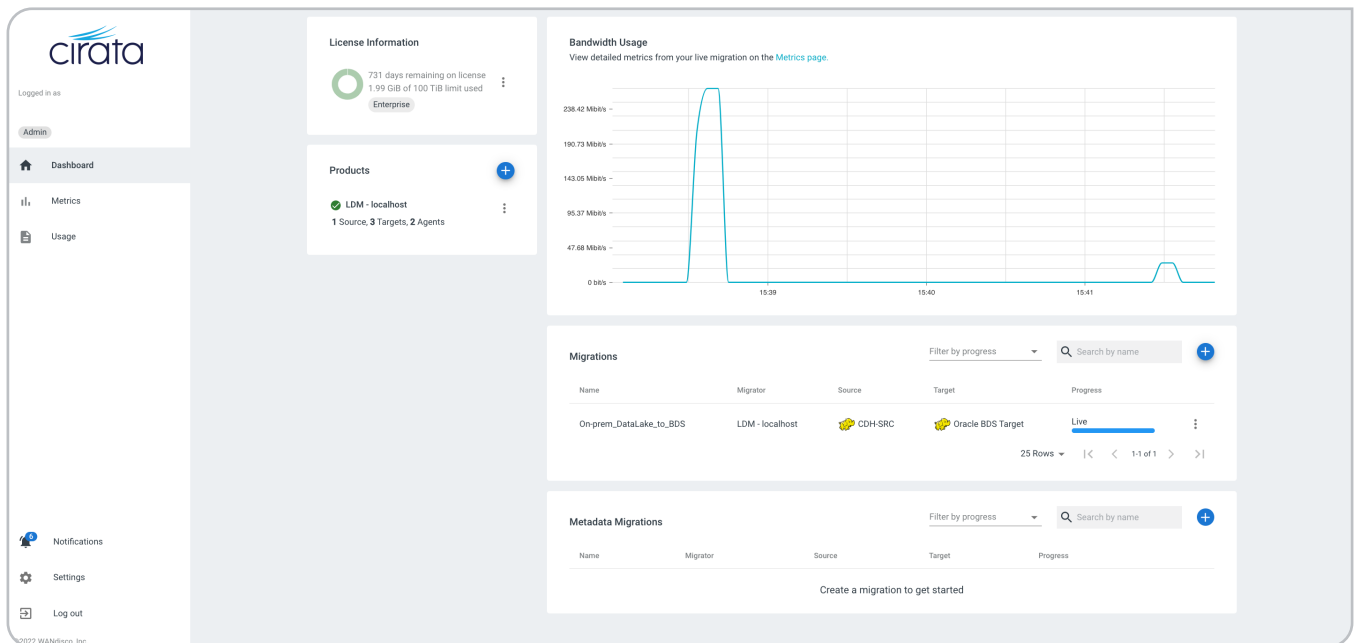 cirata
Logged in as
Admin
Dashboard
Metrics
Usage
6
Notifications
Settings
Log out
©2022 WANdisco, Inc.
License Information
731 days remaining on license
1.99 GiB of 100 TiB limit used
Enterprise
Products
LDM - localhost
1 Source, 3 Targets, 2 Agents
Bandwidth Usage
View detailed metrics from your live migration on the Metrics page.
238.42 Mibit/s
190.73 Mibit/s
143.05 Mibit/s
95.37 Mibit/s
47.68 Mibit/s
0 bit/s
15:39 15:40 15:41
Migrations
Filter by progress
Search by name
Name Migrator Source Target Progress
On-prem_DataLake_to_BDS LDM - localhost CDH-SRC Oracle BDS Target Live
25 Rows 1-1 of 1
Metadata Migrations
Filter by progress
Search by name
Name Migrator Source Target Progress
Create a migration to get started